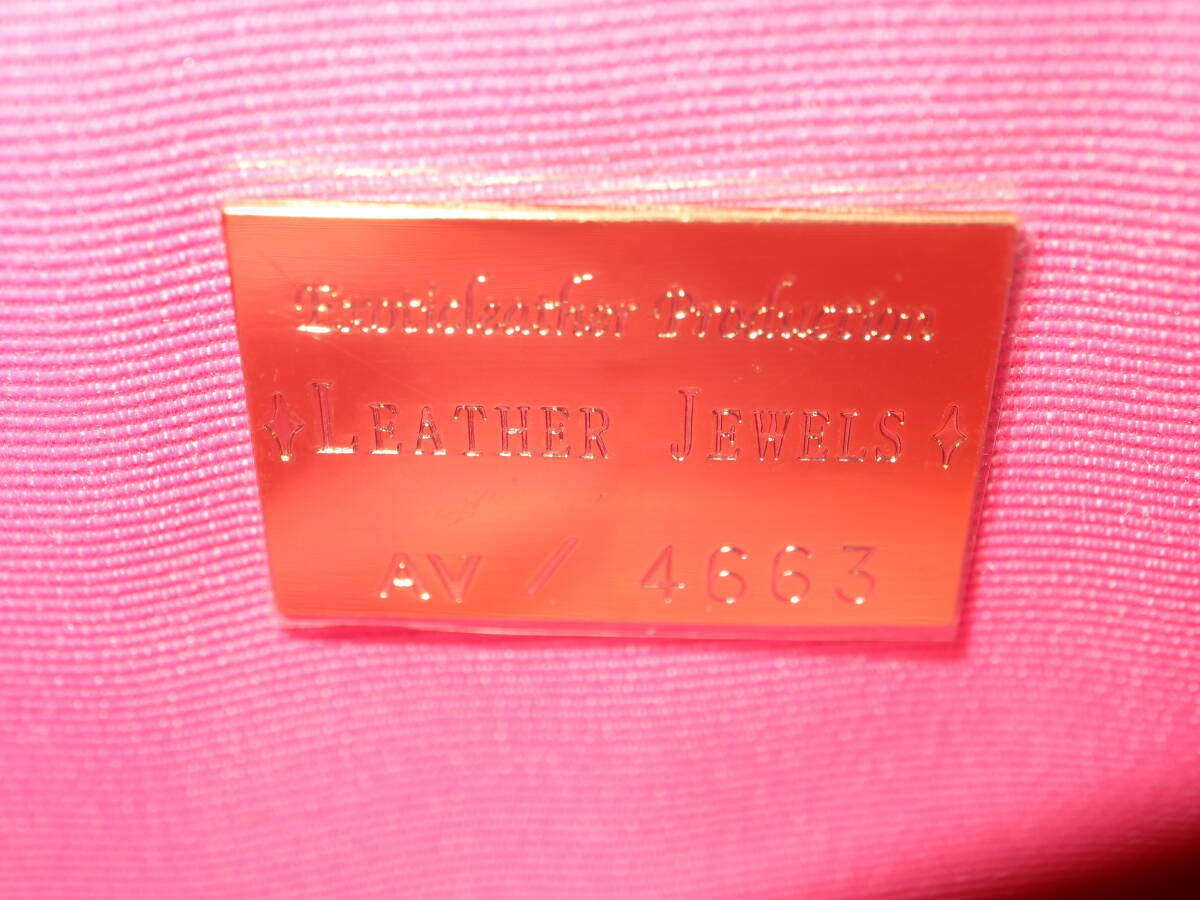 Exoticleather Production
LEATHER JEWELS
AV / 4663